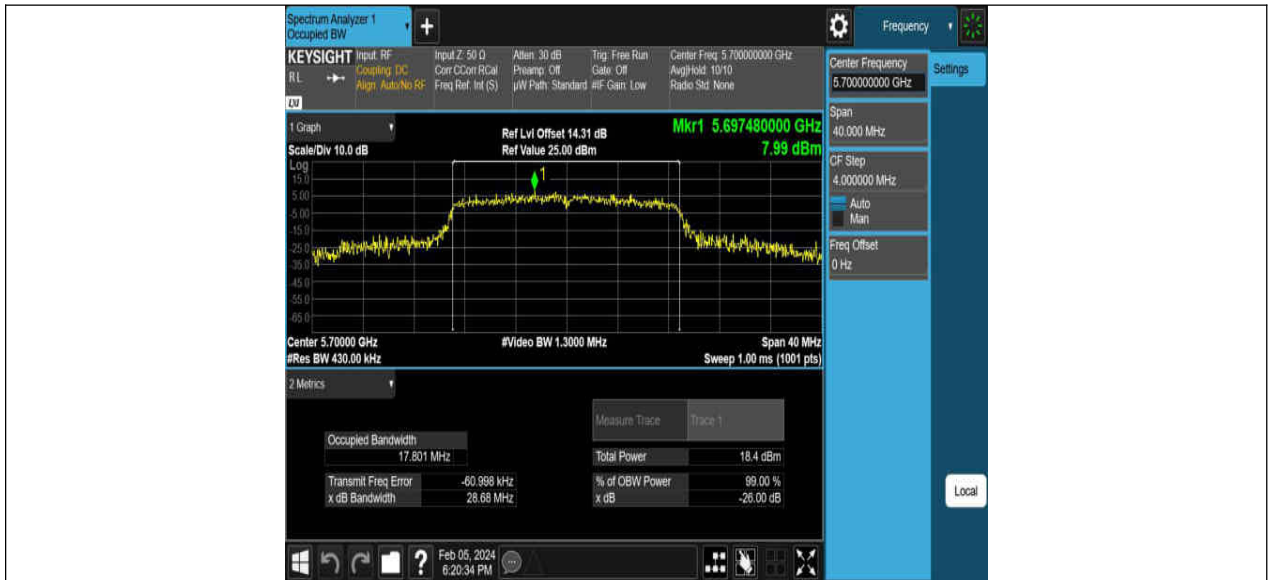 Spectrum Analyzer 1
Occupied BW
+
Frequency
KEYSIGHT
RL
LXI
Input: RF
Coupling: DC
Align: Auto/No RF
Input Z: 50 Ω
Corr CCorr RCal
Freq Ref: Int (S)
Atten: 30 dB
Preamp: Off
µW Path: Standard
Trig: Free Run
Gate: Off
#IF Gain: Low
Center Freq: 5.700000000 GHz
Avg|Hold: 10/10
Radio Std: None
Center Frequency
5.700000000 GHz
Settings
Span
40.000 MHz
CF Step
4.000000 MHz
Auto
Man
Freq Offset
0 Hz
Local
1 Graph
Scale/Div 10.0 dB
Ref Lvl Offset 14.31 dB
Ref Value 25.00 dBm
Mkr1 5.697480000 GHz
7.99 dBm
Log
15.0
5.00
-5.00
-15.0
-25.0
-35.0
-45.0
-55.0
-65.0
1
Center 5.70000 GHz
#Video BW 1.3000 MHz
Span 40 MHz
#Res BW 430.00 kHz
Sweep 1.00 ms (1001 pts)
2 Metrics
Measure Trace Trace 1
Occupied Bandwidth
17.801 MHz
Total Power 18.4 dBm
Transmit Freq Error -60.998 kHz
% of OBW Power 99.00 %
x dB Bandwidth 28.68 MHz
x dB -26.00 dB
?
Feb 05, 2024
6:20:34 PM